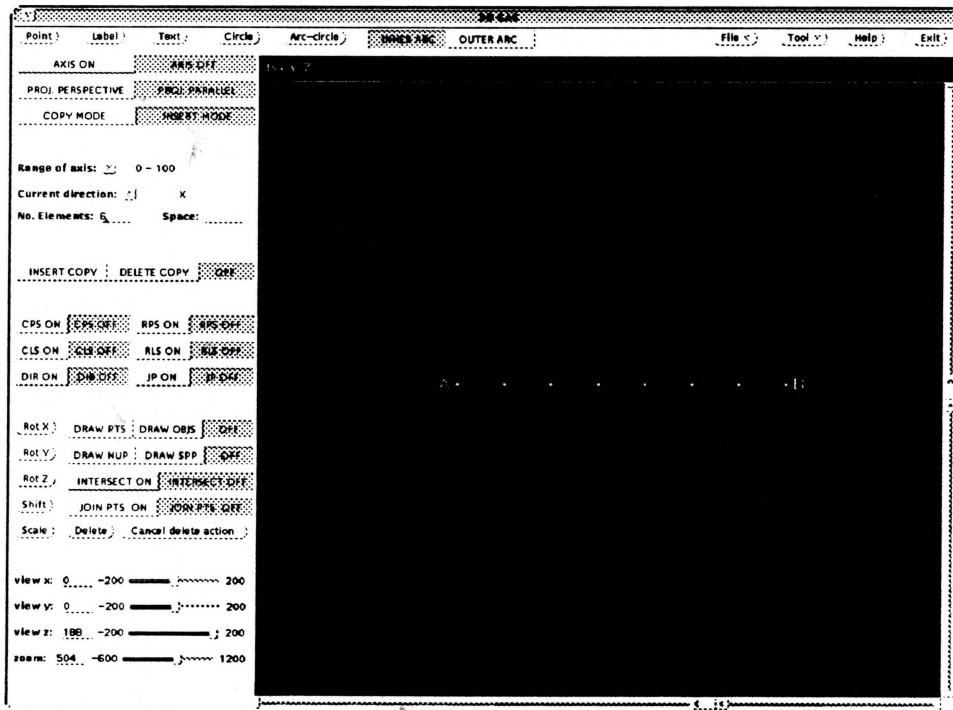 Point Label Text Circle Arc-circle INNER ARC OUTER ARC File Tool Help Exit
AXIS ON AXIS OFF
PROJ. PERSPECTIVE PROJ. PARALLEL
COPY MODE INSERT MODE
Range of axis: 0 - 100
Current direction: X
No. Elements: 6 Space:
INSERT COPY DELETE COPY OFF
CPS ON CPS OFF RPS ON RPS OFF
CLS ON CLS OFF RLS ON RLS OFF
DIR ON DIR OFF JP ON JP OFF
A B
Rot X DRAW PTS DRAW OBJS OFF
Rot Y DRAW NUP DRAW SPP OFF
Rot Z INTERSECT ON INTERSECT OFF
Shift JOIN PTS ON JOIN PTS OFF
Scale Delete Cancel delete action
view x: 0 -200 200
view y: 0 -200 200
view z: 188 -200 200
zoom: 504 -600 1200